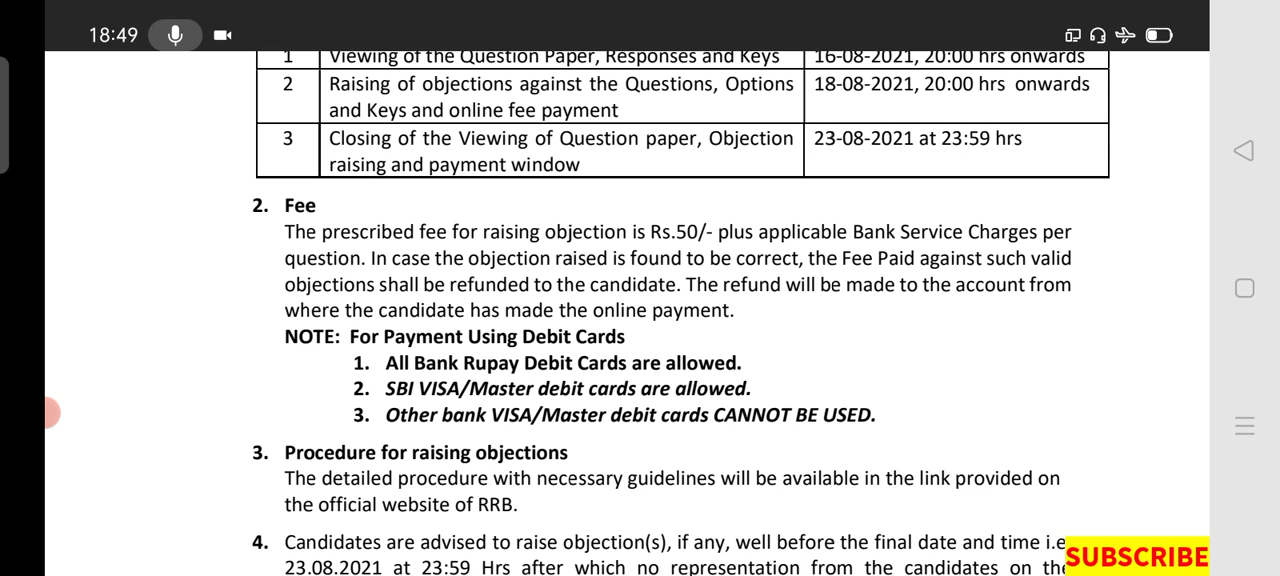 18:49
1 Viewing of the Question Paper, Responses and Keys 16-08-2021, 20:00 hrs onwards
2 Raising of objections against the Questions, Options 18-08-2021, 20:00 hrs onwards
and Keys and online fee payment
3 Closing of the Viewing of Question paper, Objection 23-08-2021 at 23:59 hrs
raising and payment window
2. Fee
The prescribed fee for raising objection is Rs.50/- plus applicable Bank Service Charges per
question. In case the objection raised is found to be correct, the Fee Paid against such valid
objections shall be refunded to the candidate. The refund will be made to the account from
where the candidate has made the online payment.
NOTE: For Payment Using Debit Cards
1. All Bank Rupay Debit Cards are allowed.
2. SBI VISA/Master debit cards are allowed.
3. Other bank VISA/Master debit cards CANNOT BE USED.
3. Procedure for raising objections
The detailed procedure with necessary guidelines will be available in the link provided on
the official website of RRB.
4. Candidates are advised to raise objection(s), if any, well before the final date and time i.e
23.08.2021 at 23:59 Hrs after which no representation from the candidates on the
SUBSCRIBE